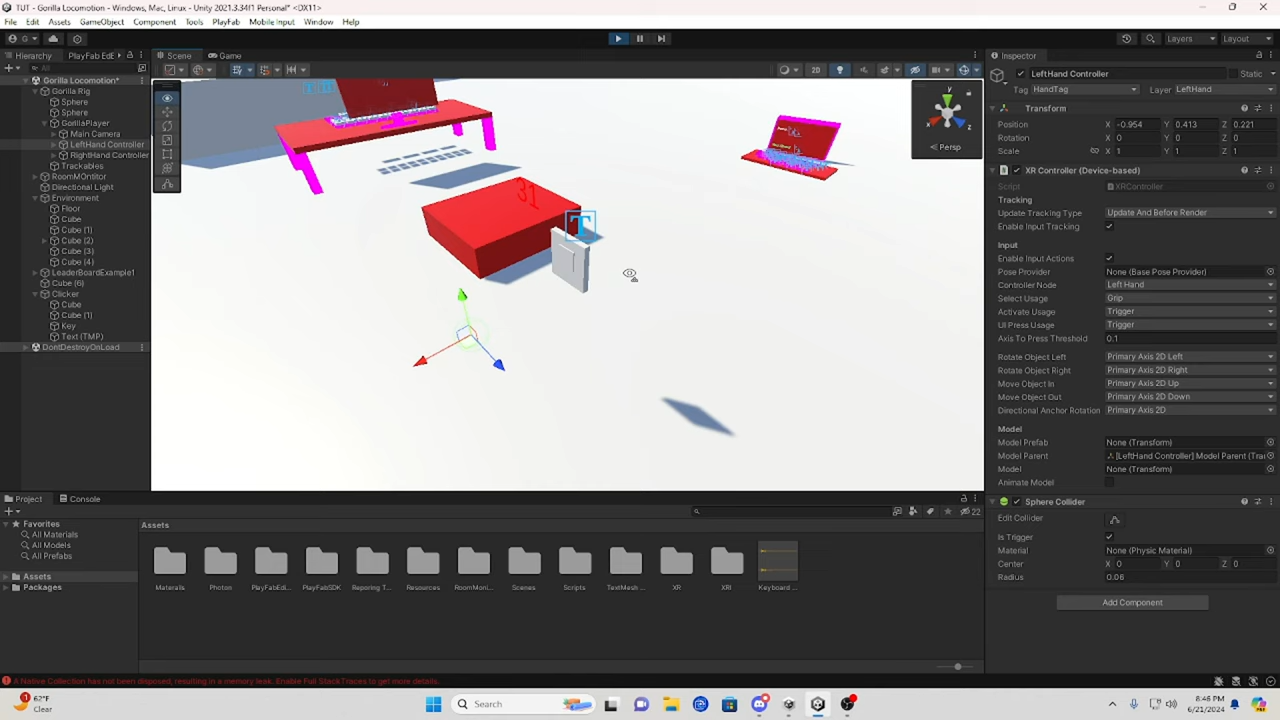 TUT - Gorilla Locomotion - Windows, Mac, Linux - Unity 2021.3.34f1 Personal* <DX11>
File Edit Assets GameObject Component Tools PlayFab Mobile Input Window Help
G
Layers Layout
Hierarchy PlayFab EdE Scene Game Inspector
All
2D
Gorilla Locomotion*
Gorilla Rig
Sphere
Sphere
GorillaPlayer
Main Camera
LeftHand Controller
RightHand Controller
Trackables
RoomMOntitor
Directional Light
Environment
Floor
Cube
Cube (1)
Cube (2)
Cube (3)
Cube (4)
LeaderBoardExample1
Cube (6)
Clicker
Cube
Cube (1)
Key
Text (TMP)
DontDestroyOnLoad
31
T
y
x
z
Persp
LeftHand Controller Static
Tag HandTag Layer LeftHand
Transform
Position X -0.954 Y 0.413 Z 0.221
Rotation X 0 Y 0 Z 0
Scale X 1 Y 1 Z 1
XR Controller (Device-based)
Script XRController
Tracking
Update Tracking Type Update And Before Render
Enable Input Tracking
Input
Enable Input Actions
Pose Provider None (Base Pose Provider)
Controller Node Left Hand
Select Usage Grip
Activate Usage Trigger
UI Press Usage Trigger
Axis To Press Threshold 0.1
Rotate Object Left Primary Axis 2D Left
Rotate Object Right Primary Axis 2D Right
Move Object In Primary Axis 2D Up
Move Object Out Primary Axis 2D Down
Directional Anchor Rotation Primary Axis 2D
Model
Model Prefab None (Transform)
Model Parent [LeftHand Controller] Model Parent (Tra
Model None (Transform)
Animate Model
Sphere Collider
Edit Collider
Is Trigger
Material None (Physic Material)
Center X 0 Y 0 Z 0
Radius 0.06
Add Component
Project Console
22
Favorites
All Materials
All Models
All Prefabs
Assets
Packages
Assets
Materails Photon PlayFabEdi... PlayFabSDK Reporing T... Resources RoomMoni... Scenes Scripts TextMesh ... XR XRI Keyboard ...
A Native Collection has not been disposed, resulting in a memory leak. Enable Full StackTraces to get more details.
1
62°F
Clear
Search
8:46 PM
6/21/2024